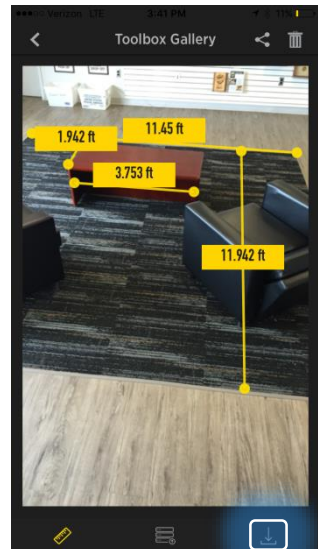 Verizon LTE 3:41 PM 11%
Toolbox Gallery
11.45 ft
1.942 ft
3.753 ft
11.942 ft